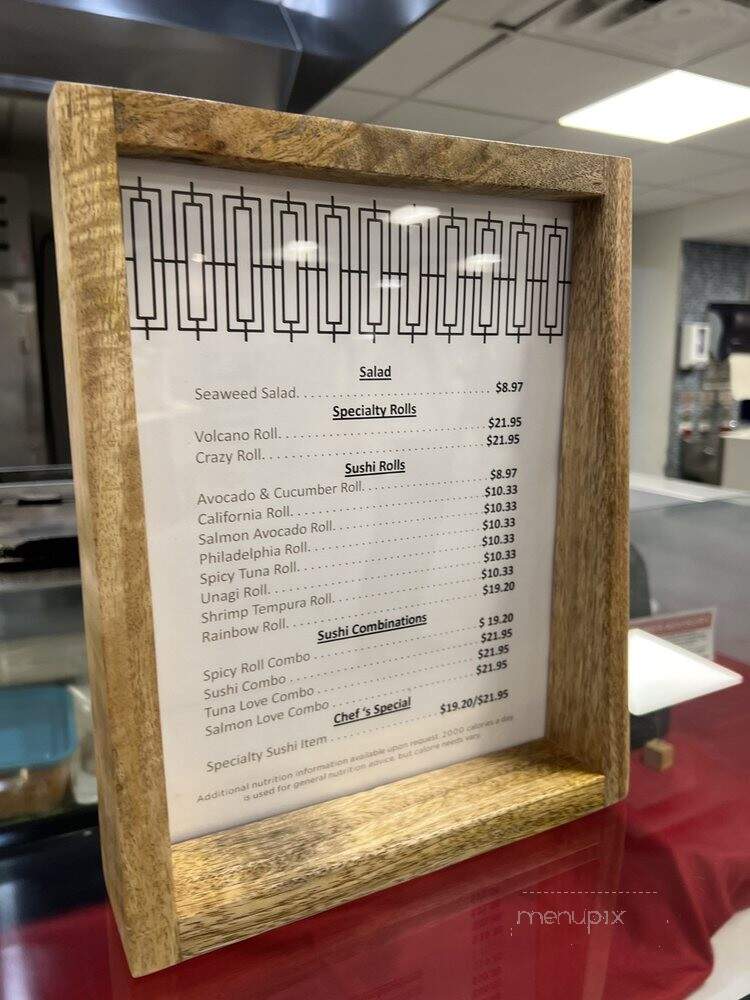 Salad
Seaweed Salad. . . . . . . . . . . . . . . . . . . . . . . . . . . . . . $8.97
Specialty Rolls
Volcano Roll. . . . . . . . . . . . . . . . . . . . . . . . . . . . . . $21.95
Crazy Roll. . . . . . . . . . . . . . . . . . . . . . . . . . . . . . $21.95
Sushi Rolls
Avocado & Cucumber Roll. . . . . . . . . . . . . . . . . . . . $8.97
California Roll. . . . . . . . . . . . . . . . . . . . . . . . . . . . $10.33
Salmon Avocado Roll. . . . . . . . . . . . . . . . . . . . . . . $10.33
Philadelphia Roll. . . . . . . . . . . . . . . . . . . . . . . . . . $10.33
Spicy Tuna Roll. . . . . . . . . . . . . . . . . . . . . . . . . . . $10.33
Unagi Roll. . . . . . . . . . . . . . . . . . . . . . . . . . . . . . $10.33
Shrimp Tempura Roll. . . . . . . . . . . . . . . . . . . . . . . $10.33
Rainbow Roll. . . . . . . . . . . . . . . . . . . . . . . . . . . . $19.20
Sushi Combinations
Spicy Roll Combo . . . . . . . . . . . . . . . . . . . . . . . . . $ 19.20
Sushi Combo . . . . . . . . . . . . . . . . . . . . . . . . . . . . $21.95
Tuna Love Combo . . . . . . . . . . . . . . . . . . . . . . . . . $21.95
Salmon Love Combo . . . . . . . . . . . . . . . . . . . . . . . $21.95
Chef 's Special
Specialty Sushi Item . . . . . . . . . . . . . . . . $19.20/$21.95
Additional nutrition information available upon request. 2000 calories a day
is used for general nutrition advice, but calorie needs vary.
menupix